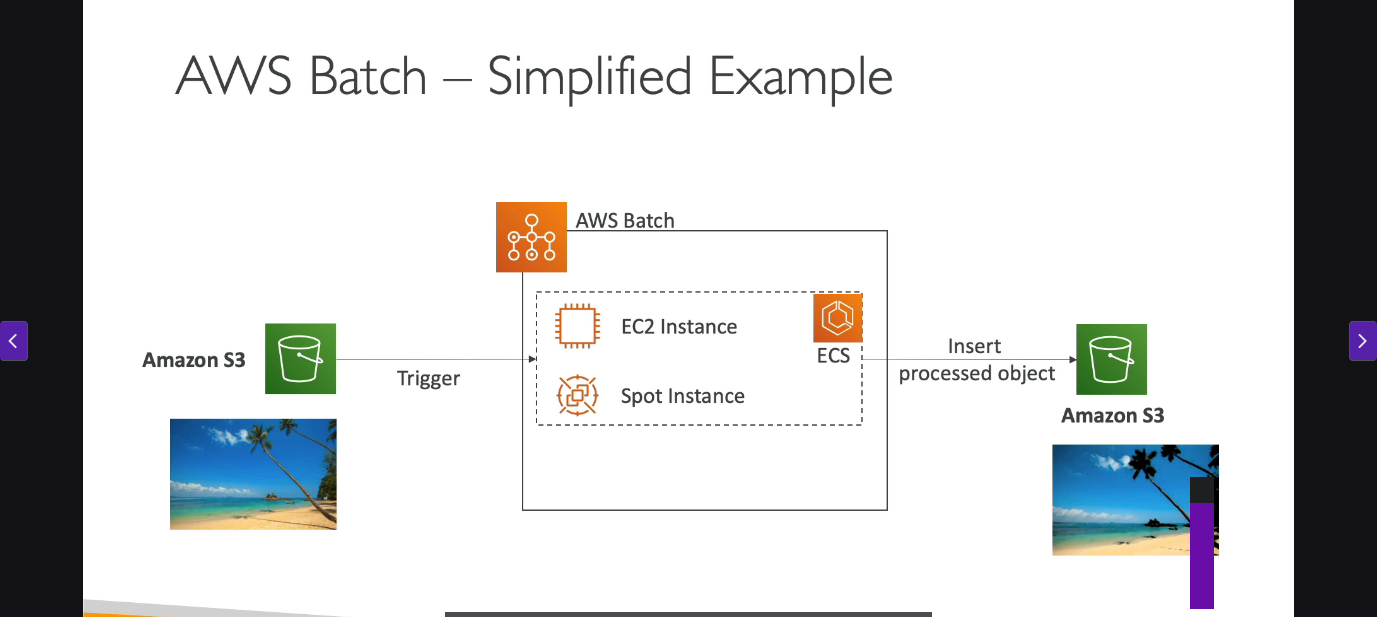 AWS Batch – Simplified Example
AWS Batch
EC2 Instance
ECS
Spot Instance
Amazon S3
Trigger
Insert
processed object
Amazon S3